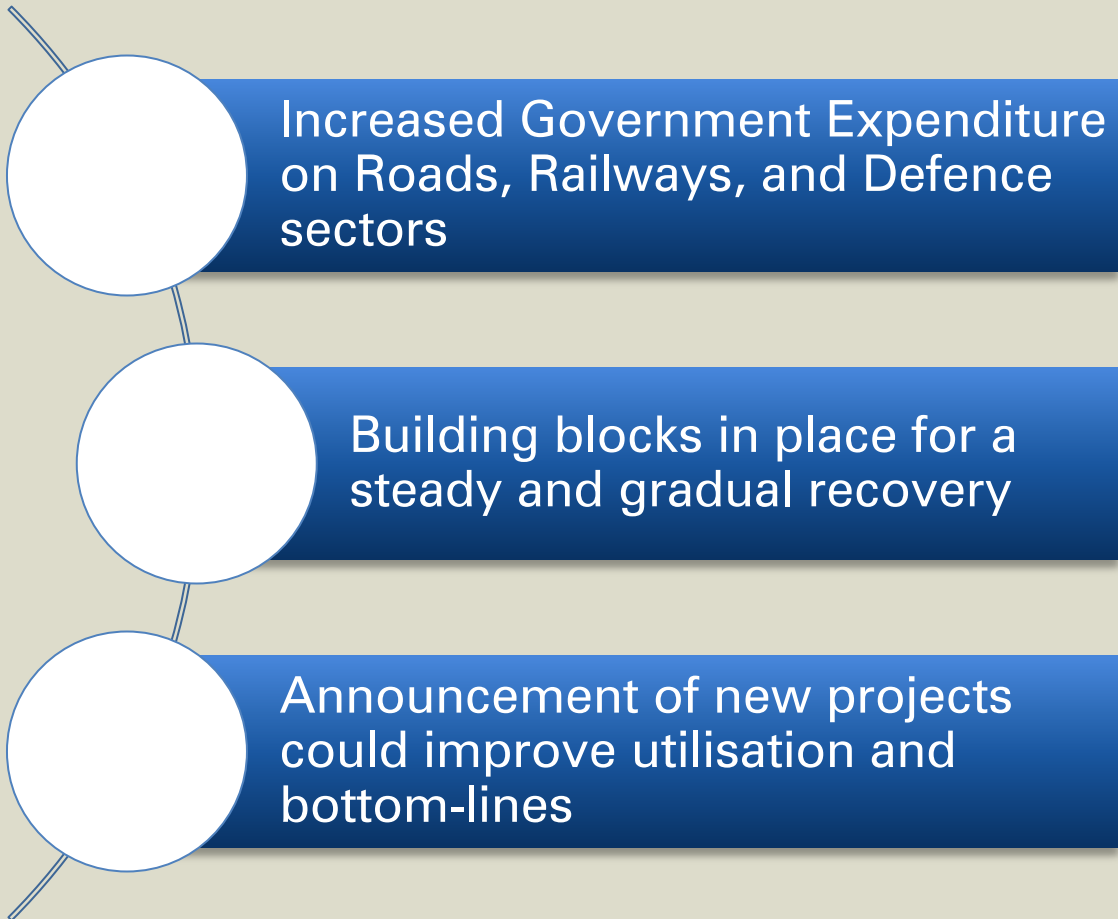 Increased Government Expenditure
on Roads, Railways, and Defence
sectors
Building blocks in place for a
steady and gradual recovery
Announcement of new projects
could improve utilisation and
bottom-lines